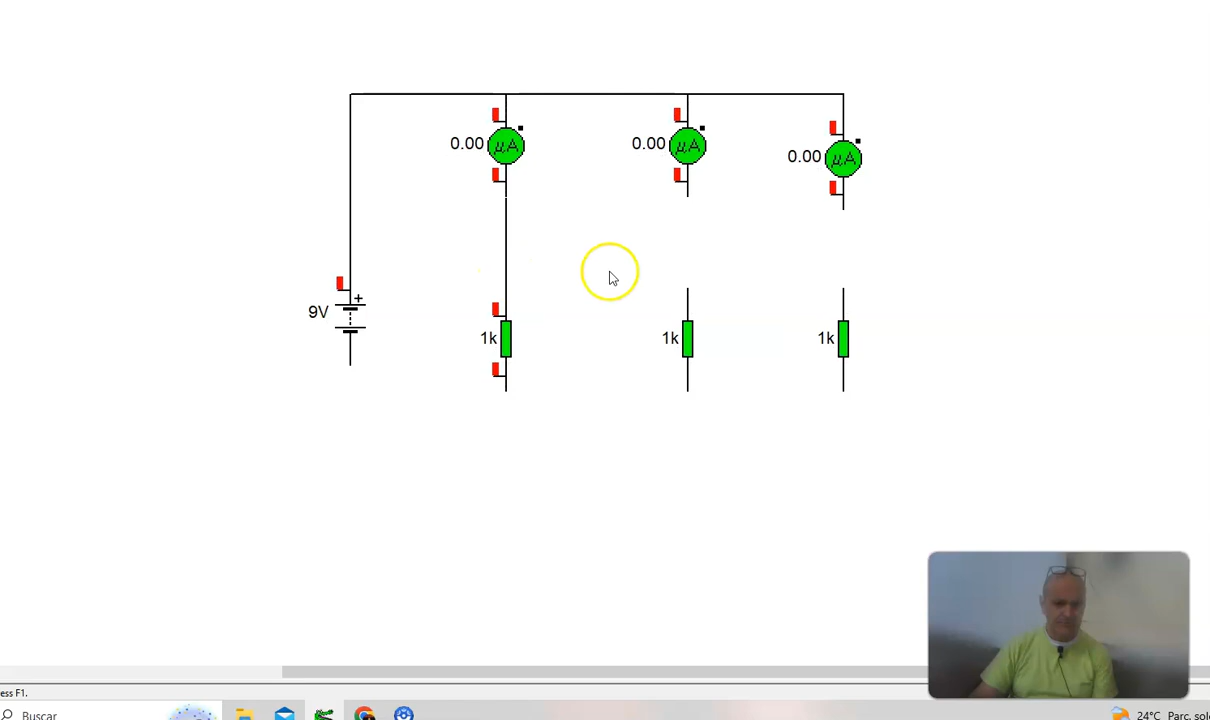 0.00 μA
0.00 μA
0.00 μA
+
9V
1k
1k
1k
ess F1.
Buscar
24°C Parc. sol